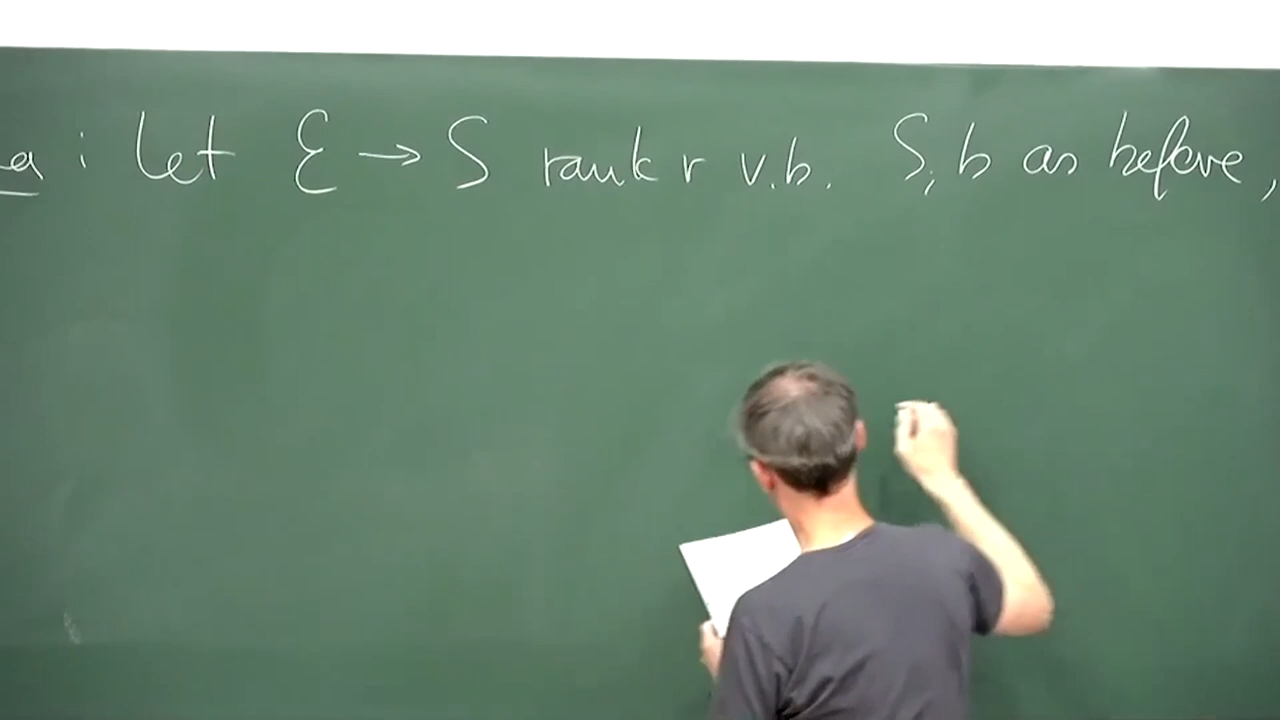 a : Let ℰ → S rank r v.b. S, b as before,